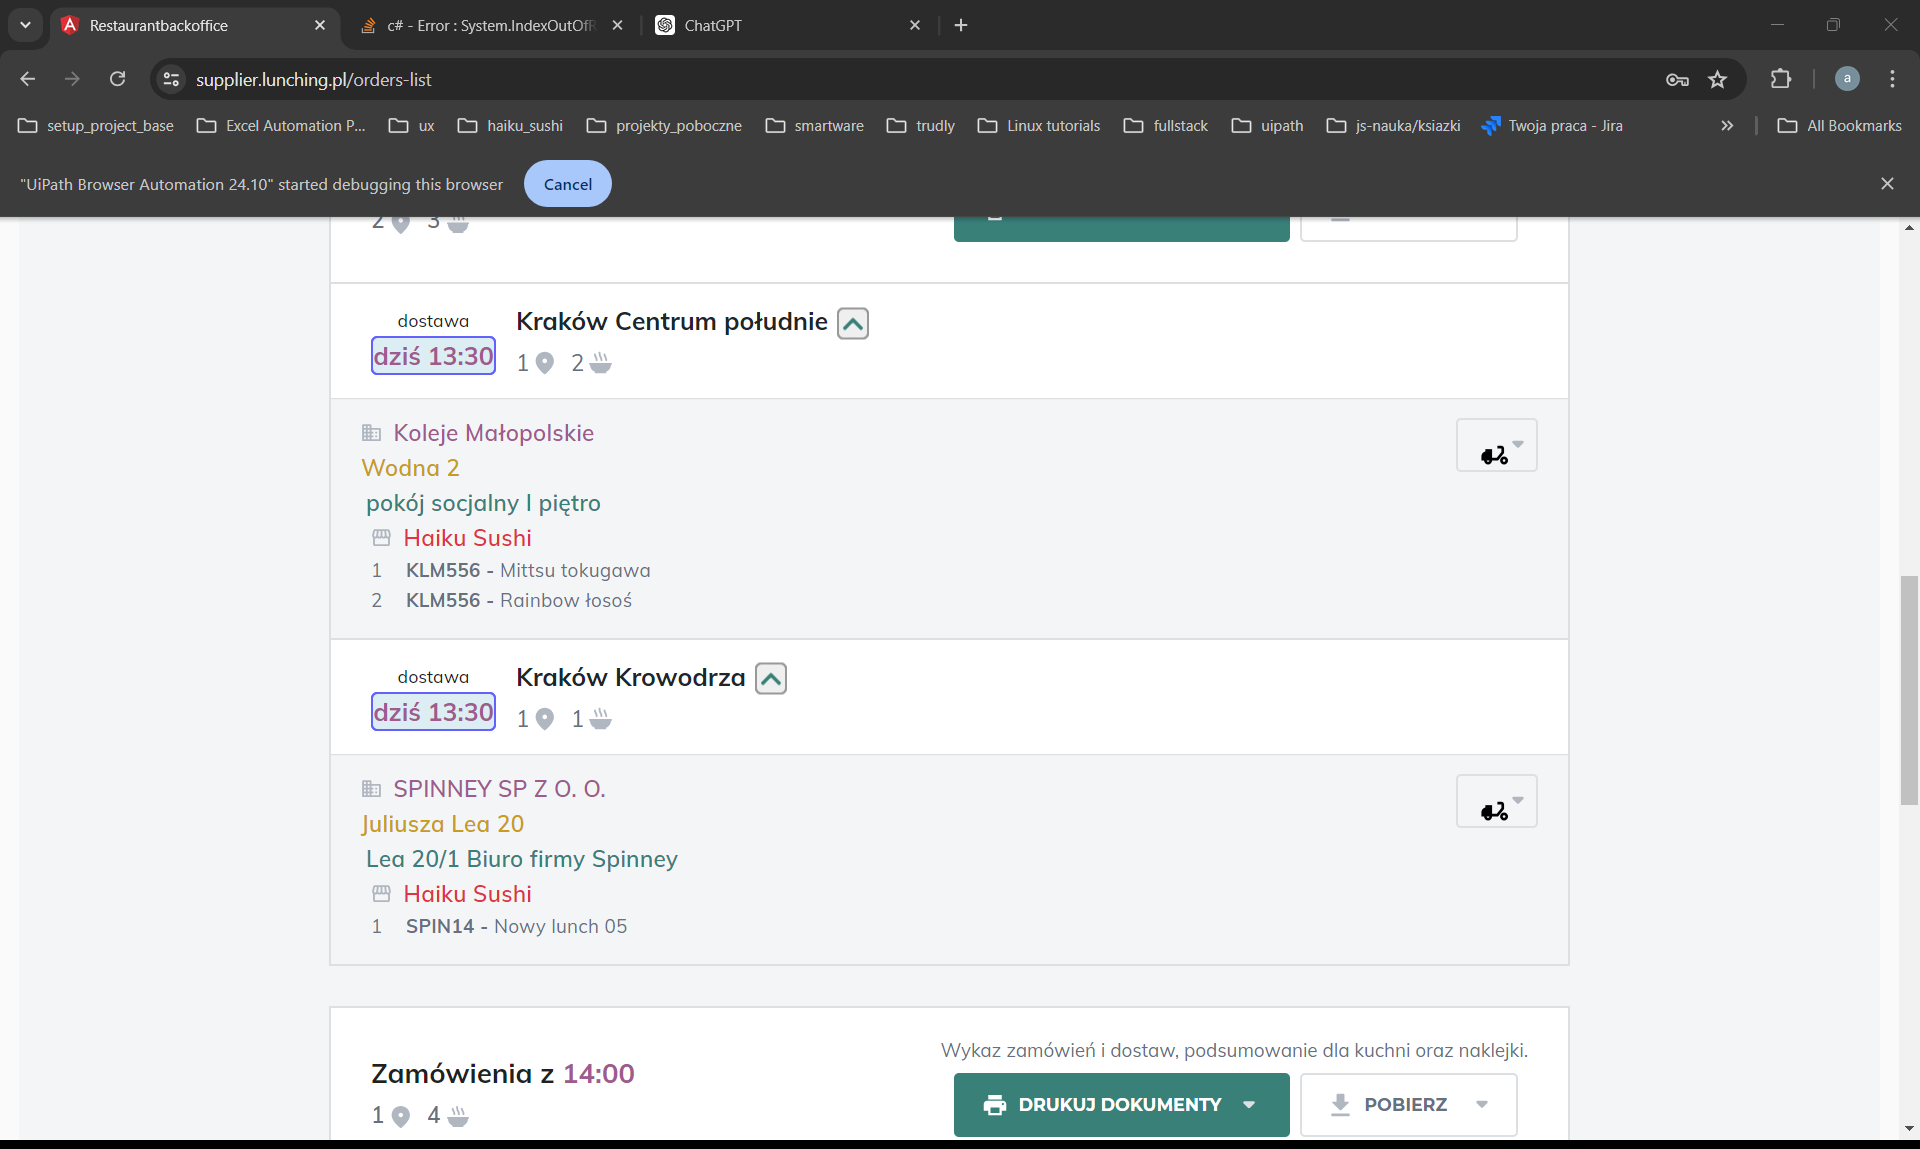 Restaurantbackoffice
c# - Error : System.IndexOutOfR
ChatGPT
supplier.lunching.pl/orders-list
a
setup_project_base
Excel Automation P...
ux
haiku_sushi
projekty_poboczne
smartware
trudly
Linux tutorials
fullstack
uipath
js-nauka/ksiazki
Twoja praca - Jira
All Bookmarks
"UiPath Browser Automation 24.10" started debugging this browser
Cancel
2 3
dostawa
dziś 13:30
Kraków Centrum południe
1 2
Koleje Małopolskie
Wodna 2
pokój socjalny I piętro
Haiku Sushi
1 KLM556 - Mittsu tokugawa
2 KLM556 - Rainbow łosoś
dostawa
dziś 13:30
Kraków Krowodrza
1 1
SPINNEY SP Z O. O.
Juliusza Lea 20
Lea 20/1 Biuro firmy Spinney
Haiku Sushi
1 SPIN14 - Nowy lunch 05
Zamówienia z 14:00
1 4
Wykaz zamówień i dostaw, podsumowanie dla kuchni oraz naklejki.
DRUKUJ DOKUMENTY
POBIERZ